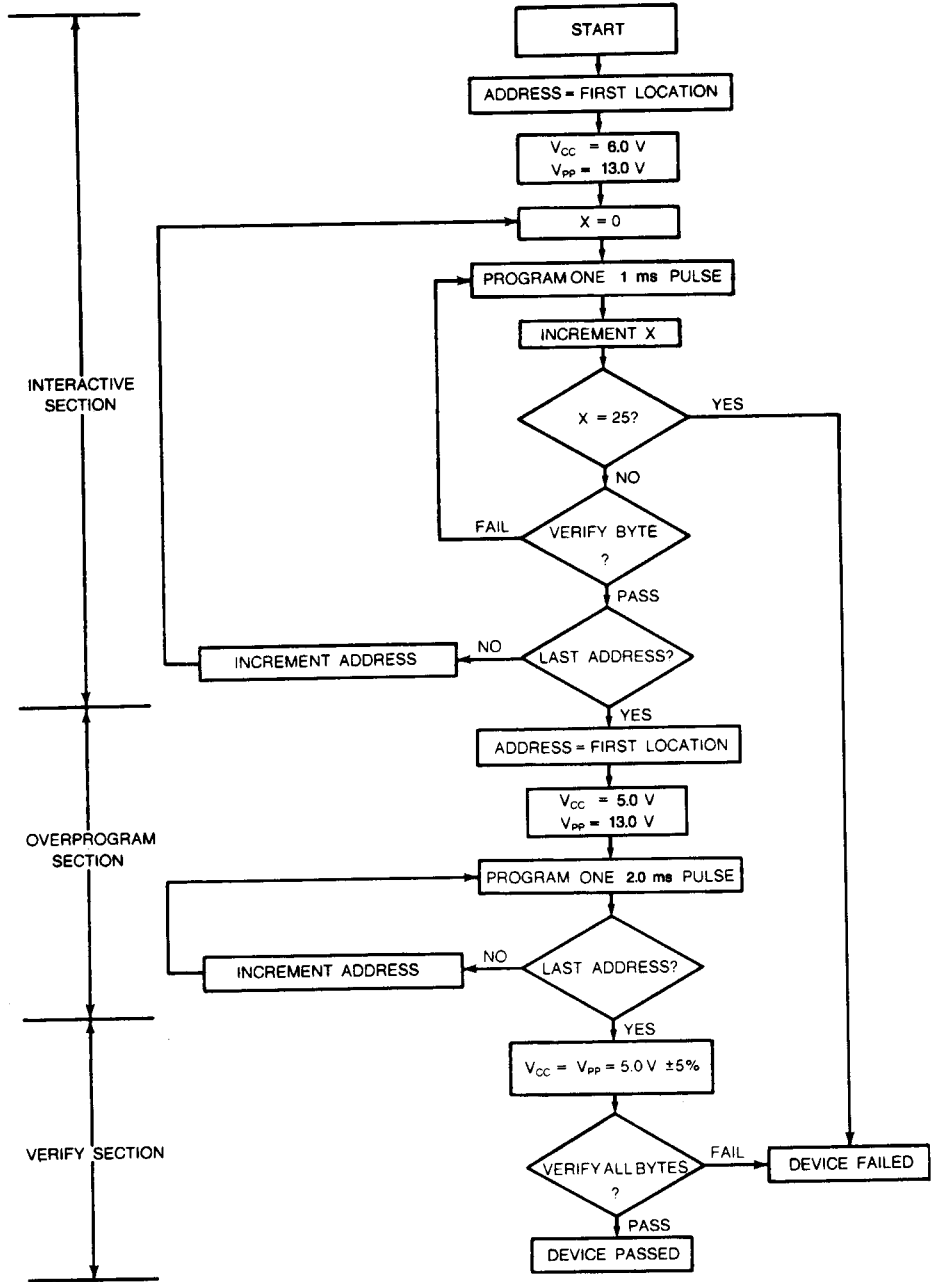 START
ADDRESS = FIRST LOCATION
VCC = 6.0 V
VPP = 13.0 V
X = 0
PROGRAM ONE 1 ms PULSE
INCREMENT X
INTERACTIVE
SECTION
X = 25?
YES
NO
FAIL
VERIFY BYTE
?
PASS
INCREMENT ADDRESS
NO
LAST ADDRESS?
YES
ADDRESS = FIRST LOCATION
VCC = 5.0 V
VPP = 13.0 V
OVERPROGRAM
SECTION
PROGRAM ONE 2.0 ms PULSE
INCREMENT ADDRESS
NO
LAST ADDRESS?
YES
VCC = VPP = 5.0 V ±5%
VERIFY SECTION
VERIFY ALL BYTES
?
FAIL
DEVICE FAILED
PASS
DEVICE PASSED